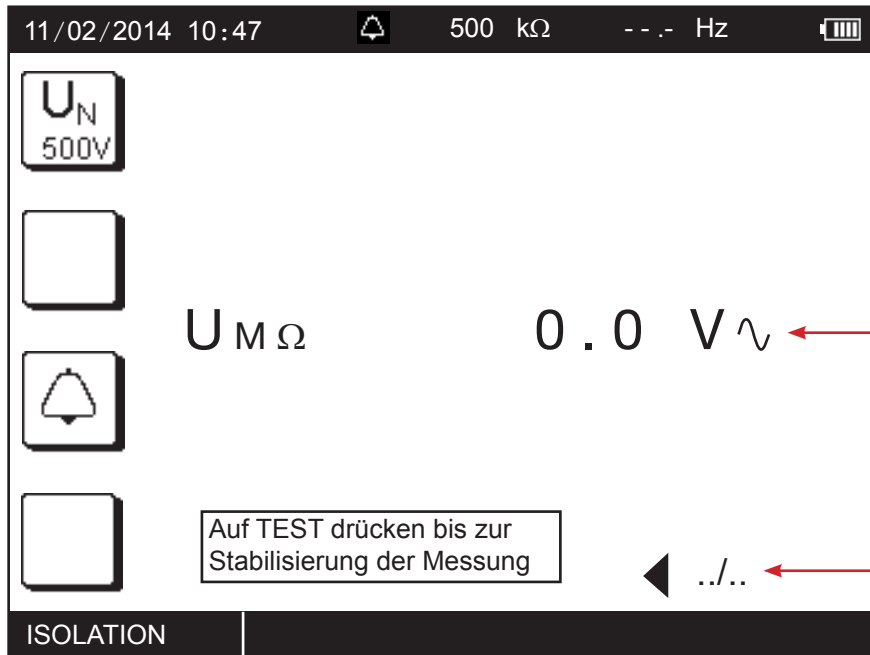 11/02/2014 10:47 500 kΩ - - .- Hz
UN
500V
U MΩ 0.0 V
Auf TEST drücken bis zur
Stabilisierung der Messung
../..
ISOLATION